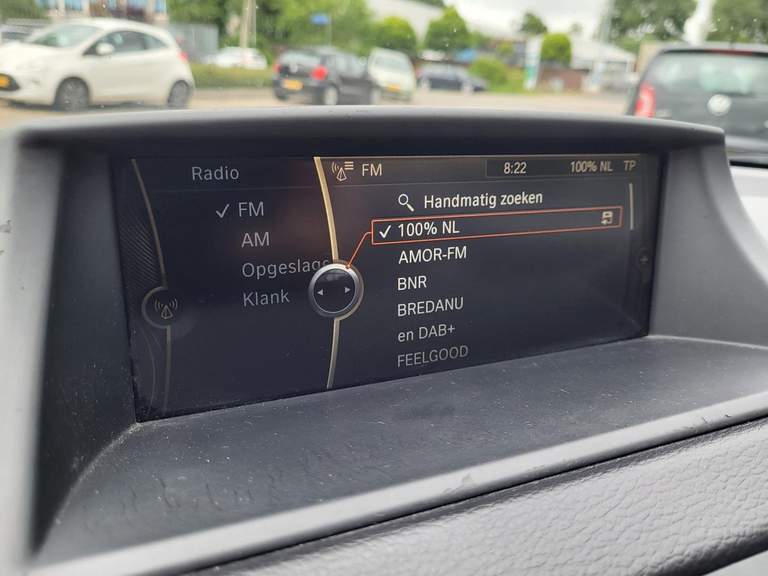 Radio
FM
AM
Opgeslage
Klank
FM 8:22 100% NL TP
Handmatig zoeken
100% NL
AMOR-FM
BNR
BREDANU
en DAB+
FEELGOOD